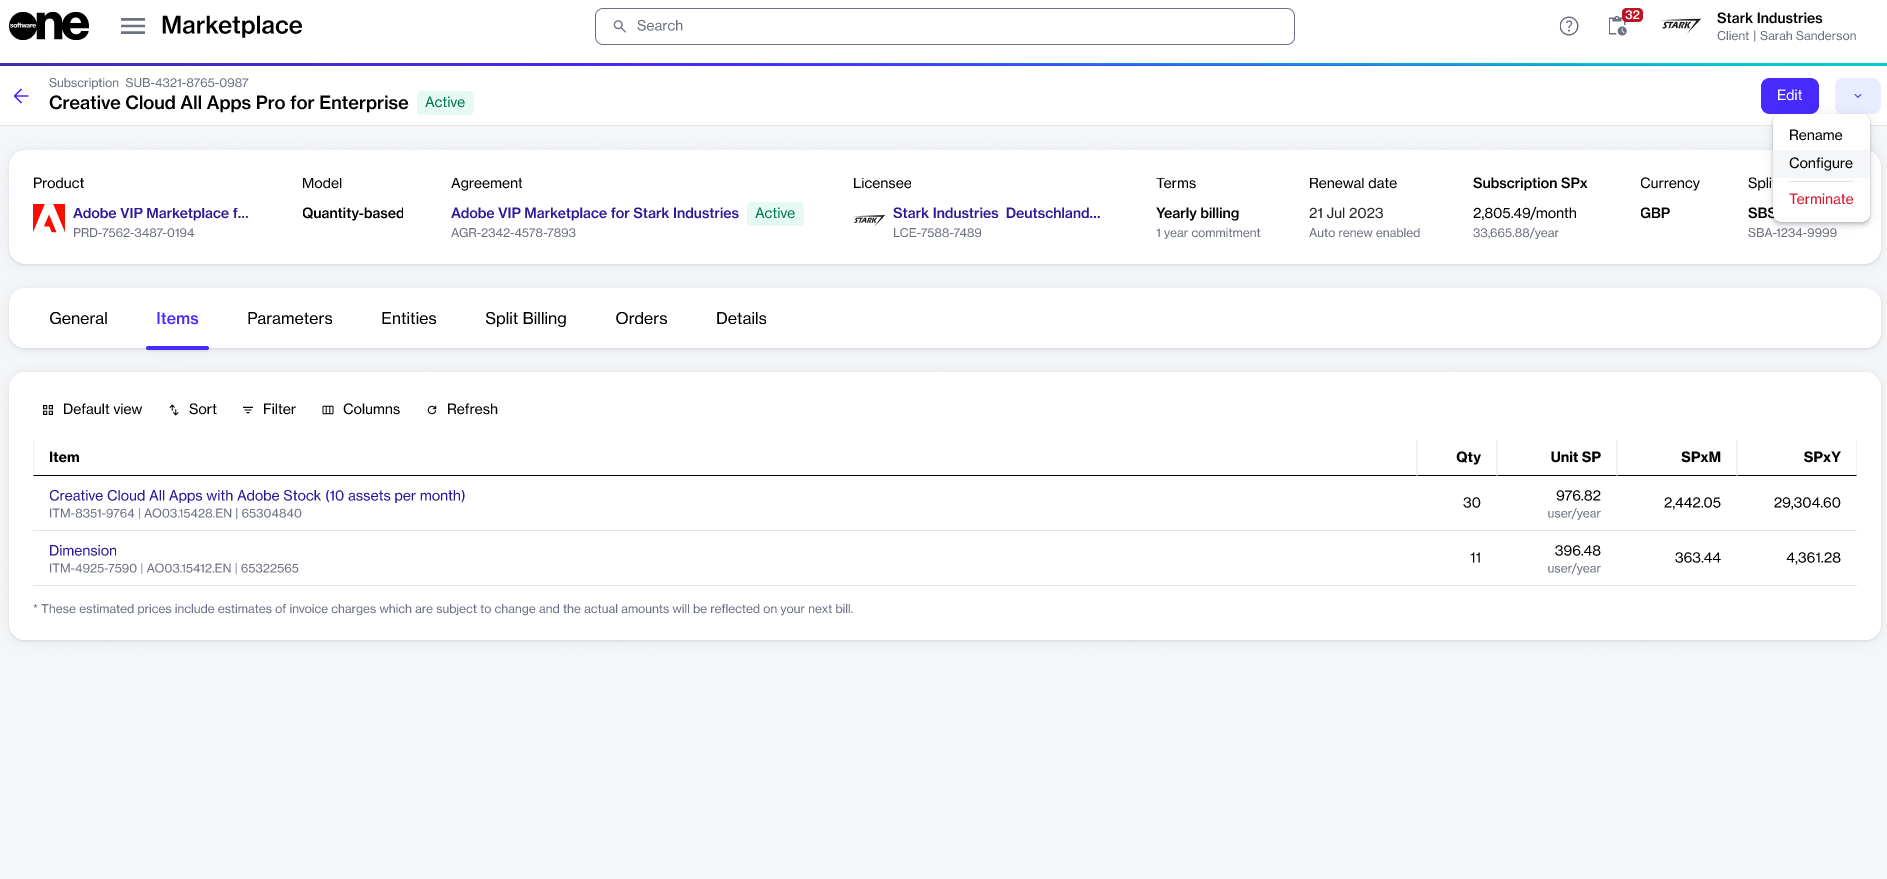 software one
Marketplace
Search
32
STARK
Stark Industries
Client | Sarah Sanderson
Subscription SUB-4321-8765-0987
Creative Cloud All Apps Pro for Enterprise
Active
Edit
Rename
Configure
Terminate
Product
Adobe VIP Marketplace f...
PRD-7562-3487-0194
Model
Quantity-based
Agreement
Adobe VIP Marketplace for Stark Industries
Active
AGR-2342-4578-7893
Licensee
STARK
Stark Industries Deutschland...
LCE-7588-7489
Terms
Yearly billing
1 year commitment
Renewal date
21 Jul 2023
Auto renew enabled
Subscription SPx
2,805.49/month
33,665.88/year
Currency
GBP
SBA-1234-9999
General
Items
Parameters
Entities
Split Billing
Orders
Details
Default view
Sort
Filter
Columns
Refresh
Item Qty Unit SP SPxM SPxY
Creative Cloud All Apps with Adobe Stock (10 assets per month)
ITM-8351-9764 | AO03.15428.EN | 65304840
30
976.82
user/year
2,442.05
29,304.60
Dimension
ITM-4925-7590 | AO03.15412.EN | 65322565
11
396.48
user/year
363.44
4,361.28
* These estimated prices include estimates of invoice charges which are subject to change and the actual amounts will be reflected on your next bill.